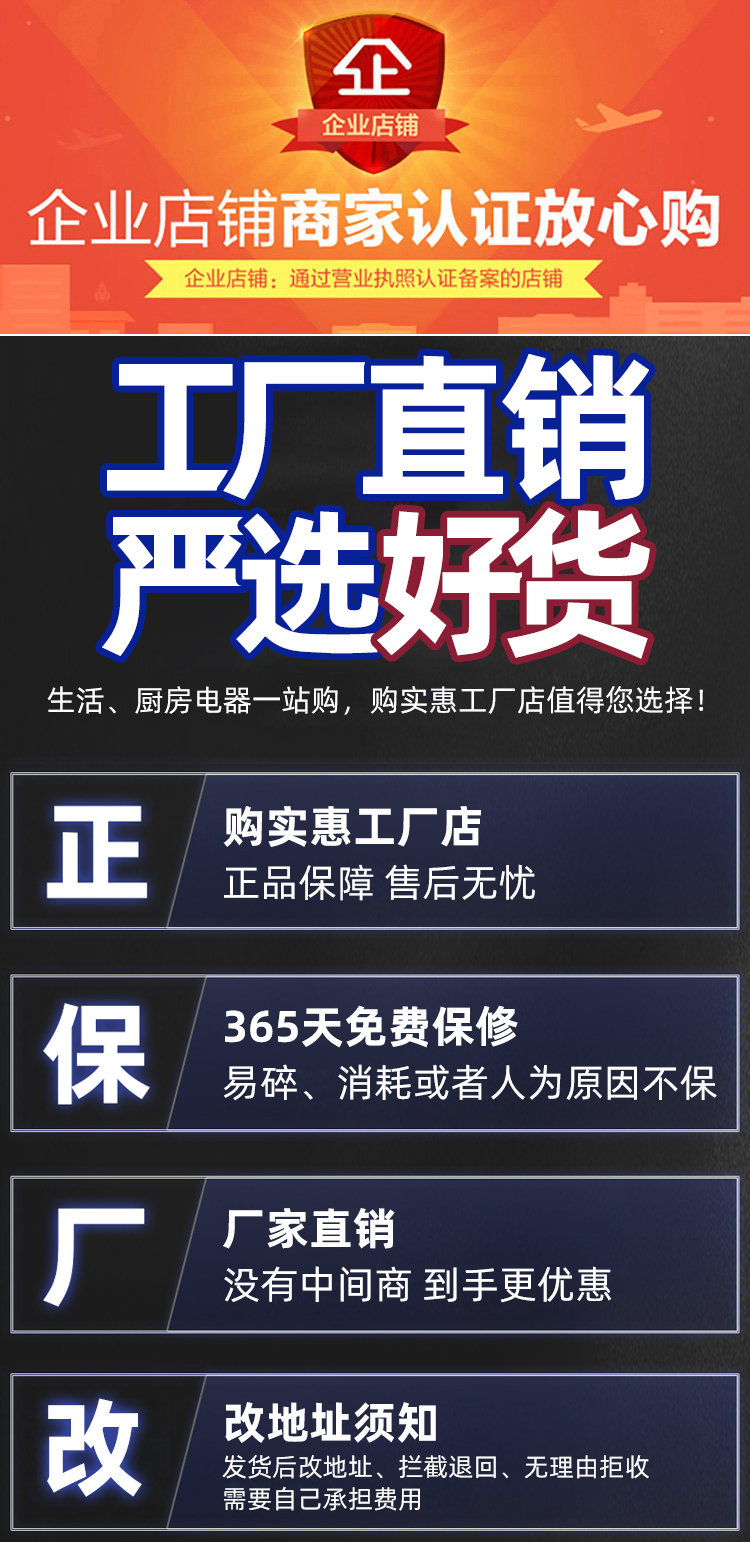 企
企业店铺
企业店铺商家认证放心购
企业店铺：通过营业执照认证备案的店铺
工厂直销
严选好货
生活、厨房电器一站购，购实惠工厂店值得您选择！
正
购实惠工厂店
正品保障 售后无忧
保
365天免费保修
易碎、消耗或者人为原因不保
厂
厂家直销
没有中间商 到手更优惠
改
改地址须知
发货后改地址、拦截退回、无理由拒收
需要自己承担费用